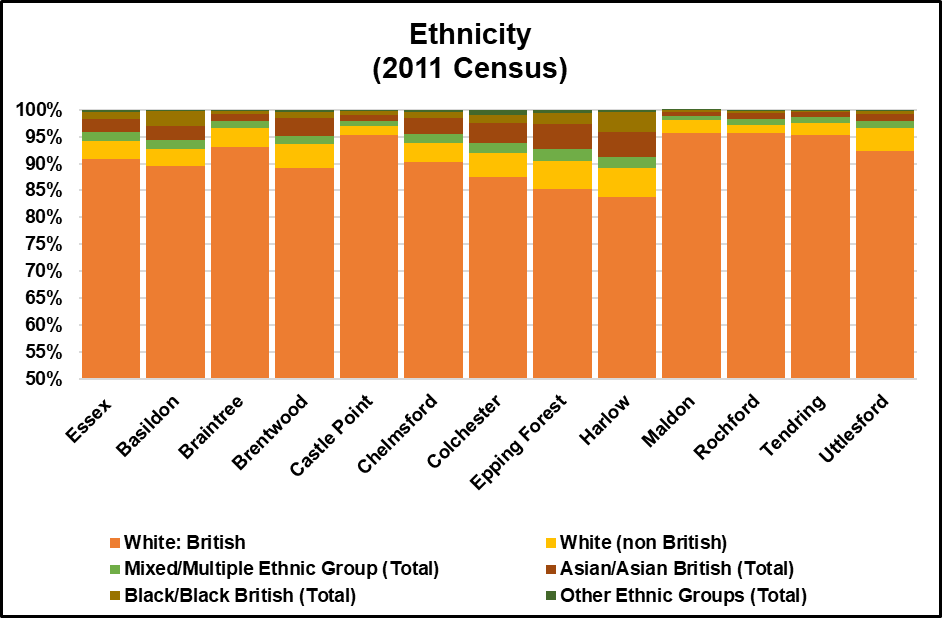 Ethnicity
(2011 Census)
100%
95%
90%
85%
80%
75%
70%
65%
60%
55%
50%
Essex
Basildon
Braintree
Brentwood
Castle Point
Chelmsford
Colchester
Epping Forest
Harlow
Maldon
Rochford
Tendring
Uttlesford
White: British
White (non British)
Mixed/Multiple Ethnic Group (Total)
Asian/Asian British (Total)
Black/Black British (Total)
Other Ethnic Groups (Total)